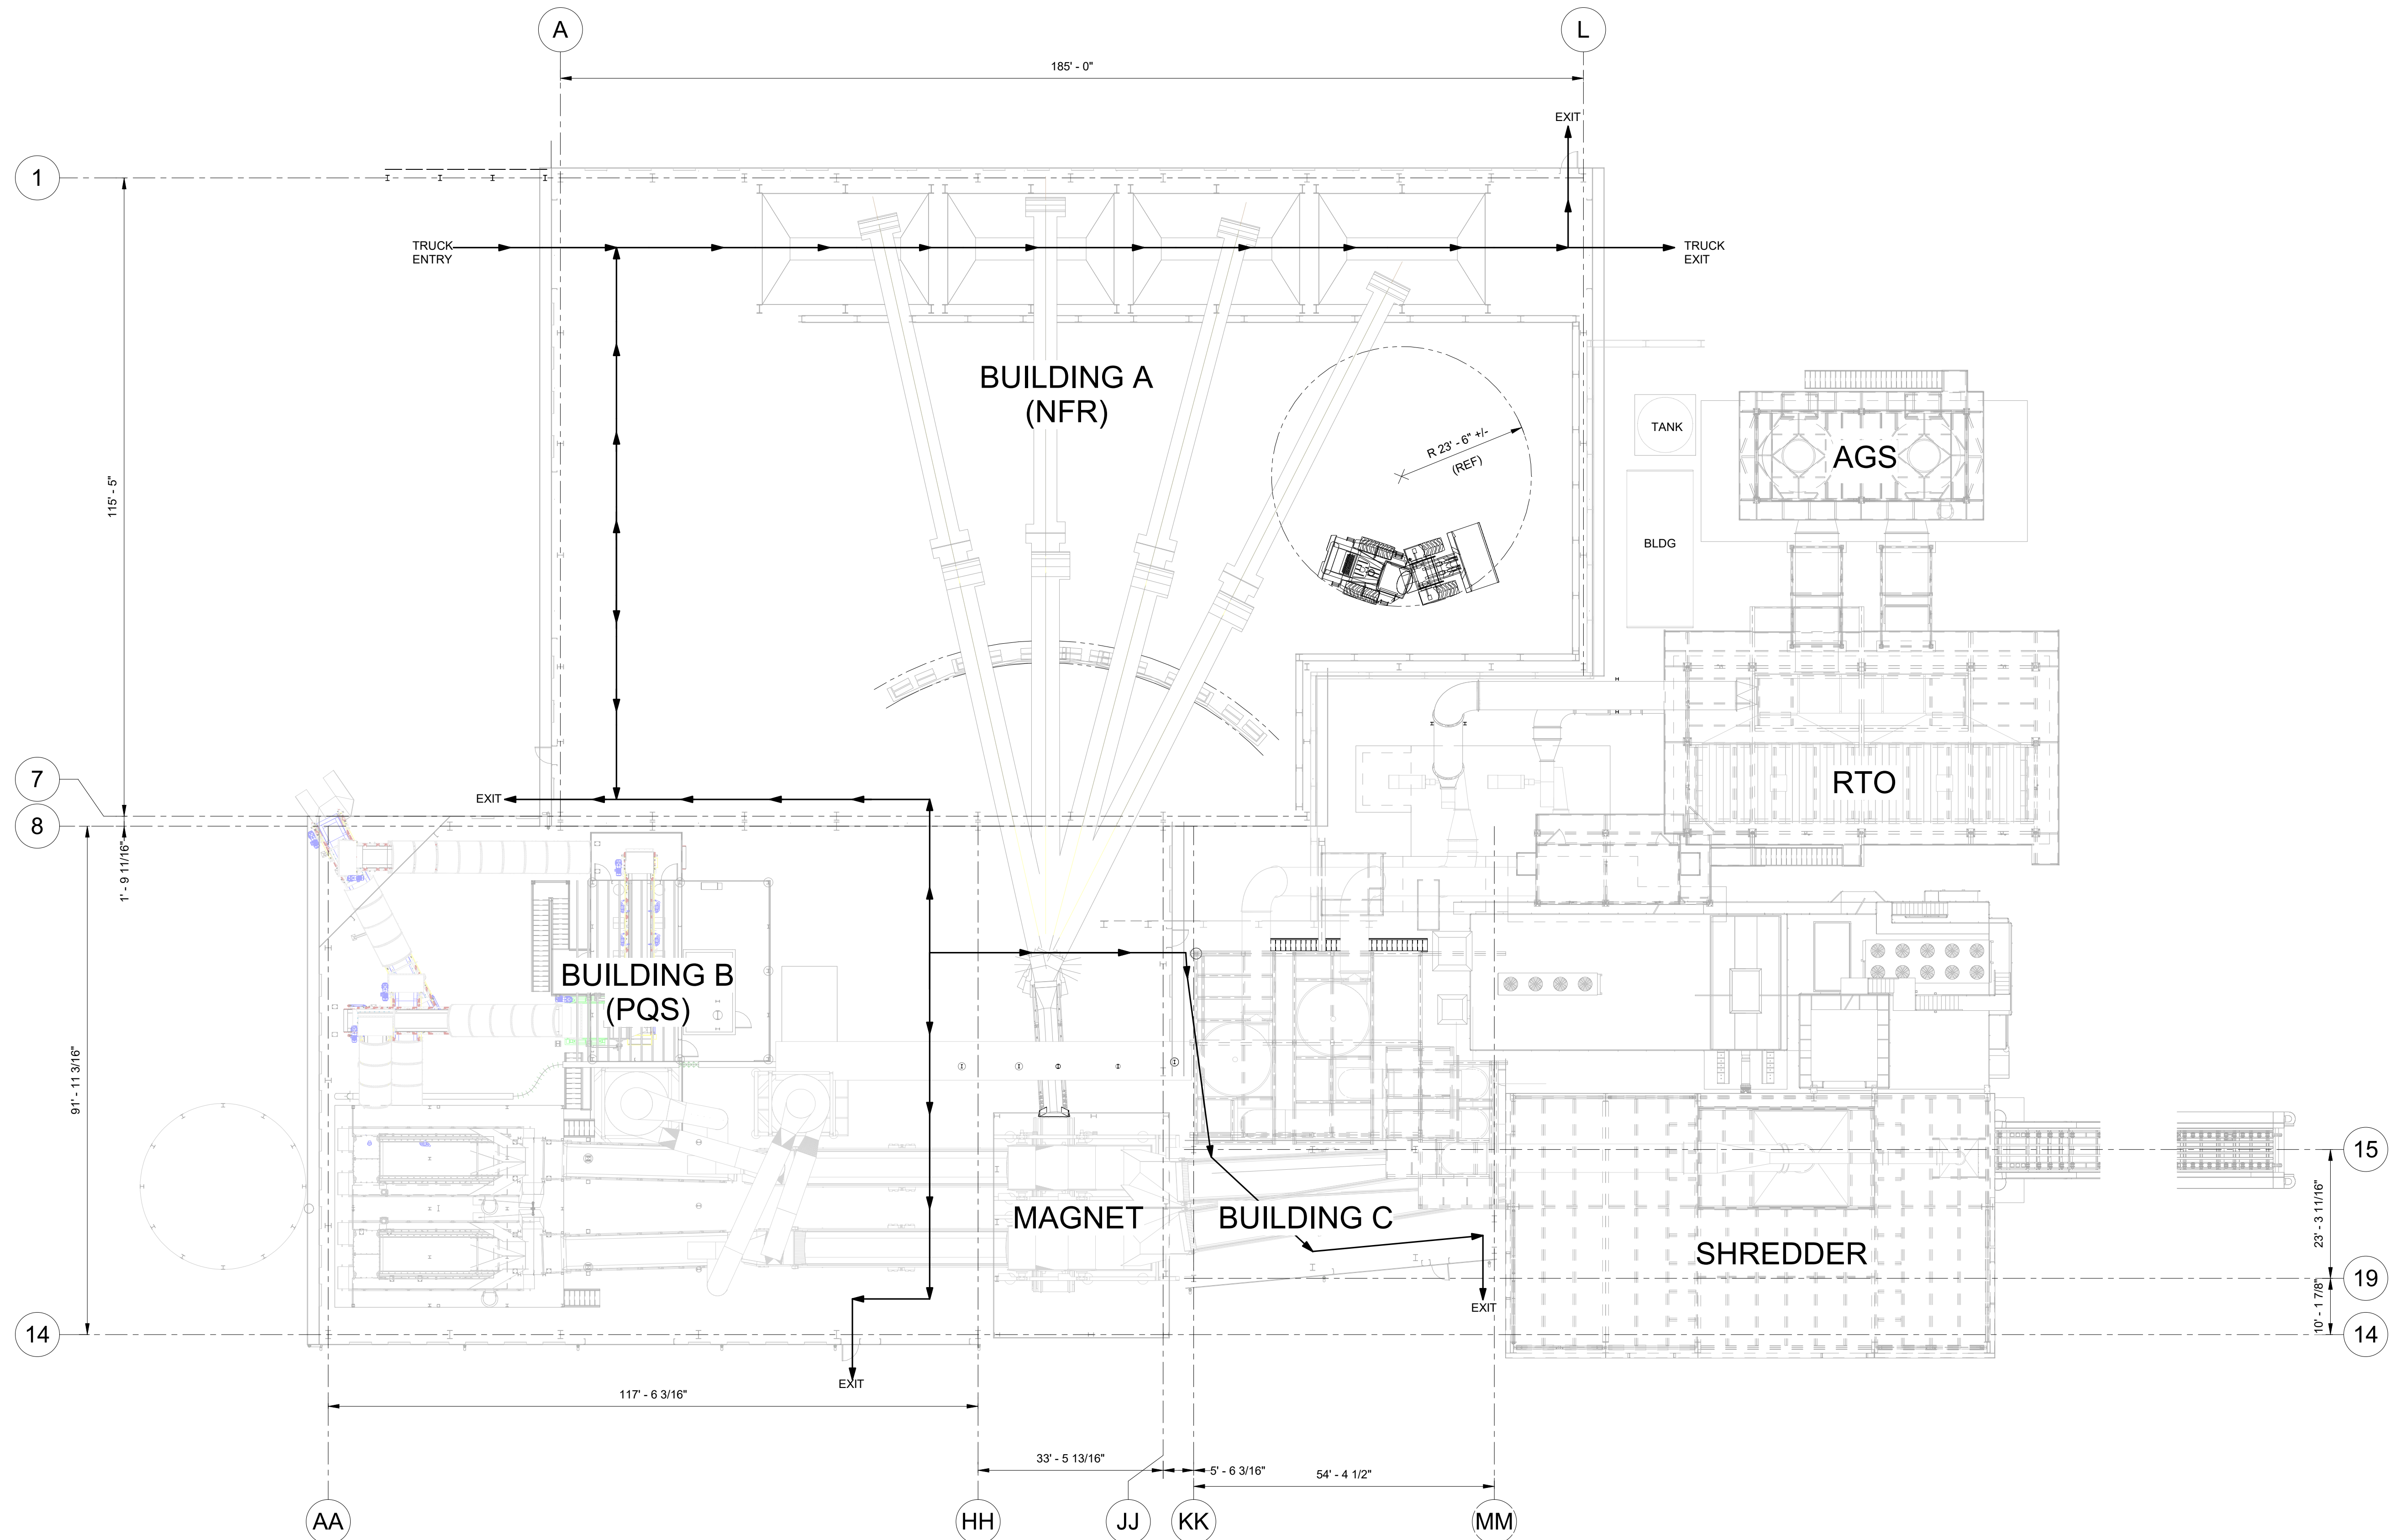 A
L
185' - 0"
EXIT
1
TRUCK
ENTRY
TRUCK
EXIT
BUILDING A
(NFR)
R 23' - 6" +/-
(REF)
TANK
AGS
115' - 5"
BLDG
7
EXIT
RTO
8
1' - 9 11/16"
BUILDING B
(PQS)
91' - 11 3/16"
15
MAGNET
BUILDING C
23' - 3 11/16"
SHREDDER
19
EXIT
10' - 1 7/8"
14
14
EXIT
117' - 6 3/16"
33' - 5 13/16"
5' - 6 3/16"
54' - 4 1/2"
AA
HH
JJ
KK
MM